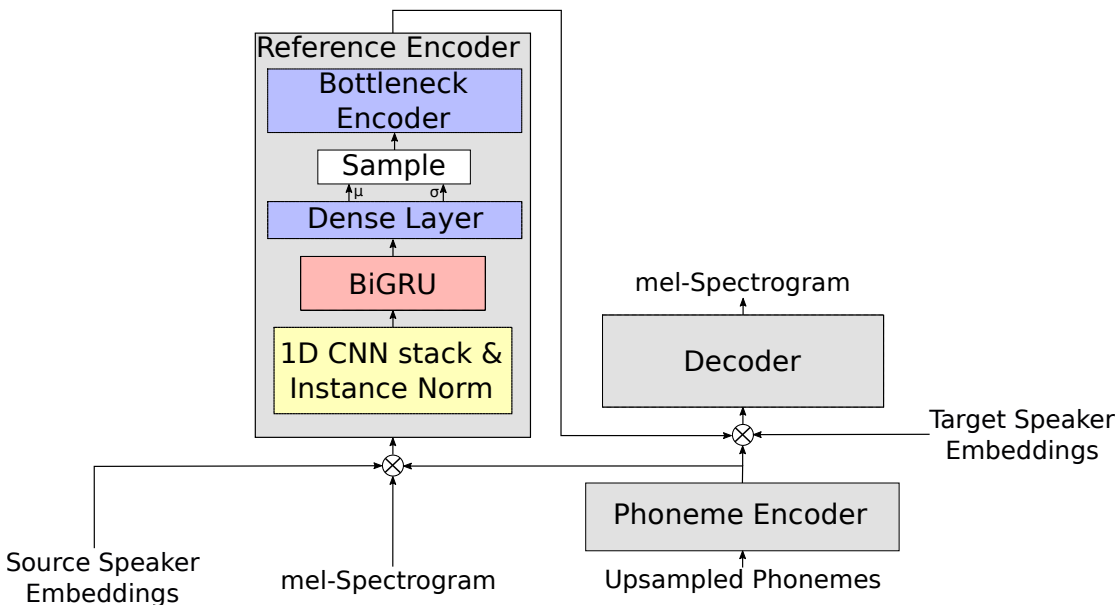 Reference Encoder
Bottleneck
Encoder
Sample
μ
σ
Dense Layer
BiGRU
1D CNN stack &
Instance Norm
mel-Spectrogram
Decoder
Target Speaker
Embeddings
Phoneme Encoder
Source Speaker
Embeddings
mel-Spectrogram
Upsampled Phonemes